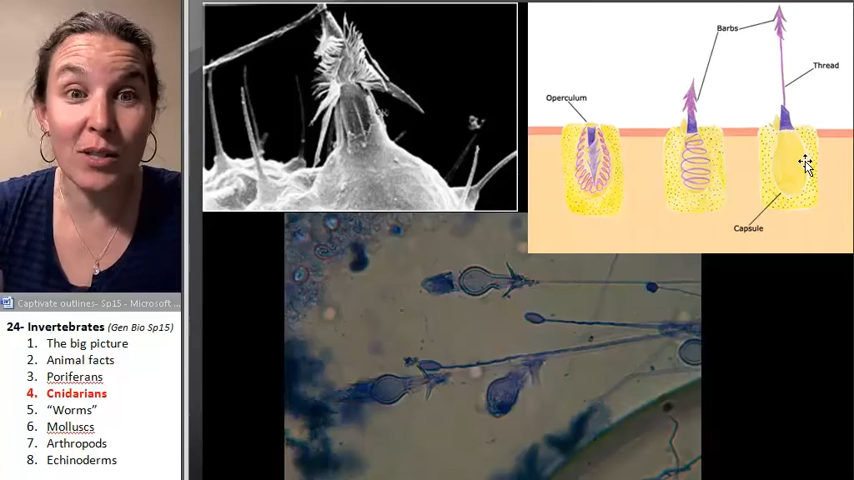 Barbs
Thread
Operculum
Capsule
Captivate outlines- Sp15 - Microsoft ...
24- Invertebrates (Gen Bio Sp15)
1. The big picture
2. Animal facts
3. Poriferans
4. Cnidarians
5. "Worms"
6. Molluscs
7. Arthropods
8. Echinoderms